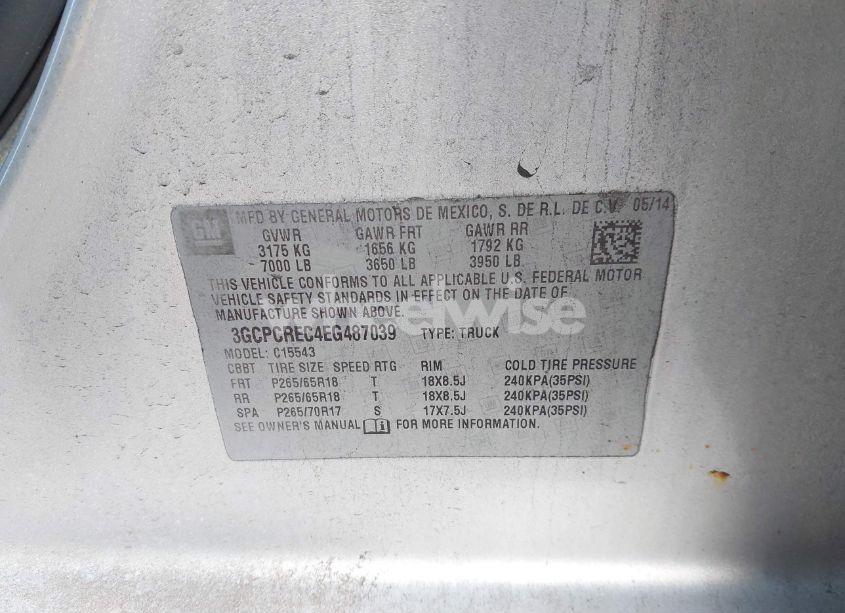 GM MFD BY GENERAL MOTORS DE MEXICO, S. DE R.L. DE C.V. 05/14
GVWR GAWR FRT GAWR RR
3175 KG 1656 KG 1792 KG
7000 LB 3650 LB 3950 LB
THIS VEHICLE CONFORMS TO ALL APPLICABLE U.S. FEDERAL MOTOR
VEHICLE SAFETY STANDARDS IN EFFECT ON THE DATE OF
MANUFACTURE SHOWN ABOVE.
3GCPCREC4EG487039 TYPE: TRUCK
MODEL: C15543
CBBT TIRE SIZE SPEED RTG RIM COLD TIRE PRESSURE
FRT P265/65R18 T 18X8.5J 240KPA(35PSI)
RR P265/65R18 T 18X8.5J 240KPA(35PSI)
SPA P265/70R17 S 17X7.5J 240KPA(35PSI)
SEE OWNER'S MANUAL FOR MORE INFORMATION.